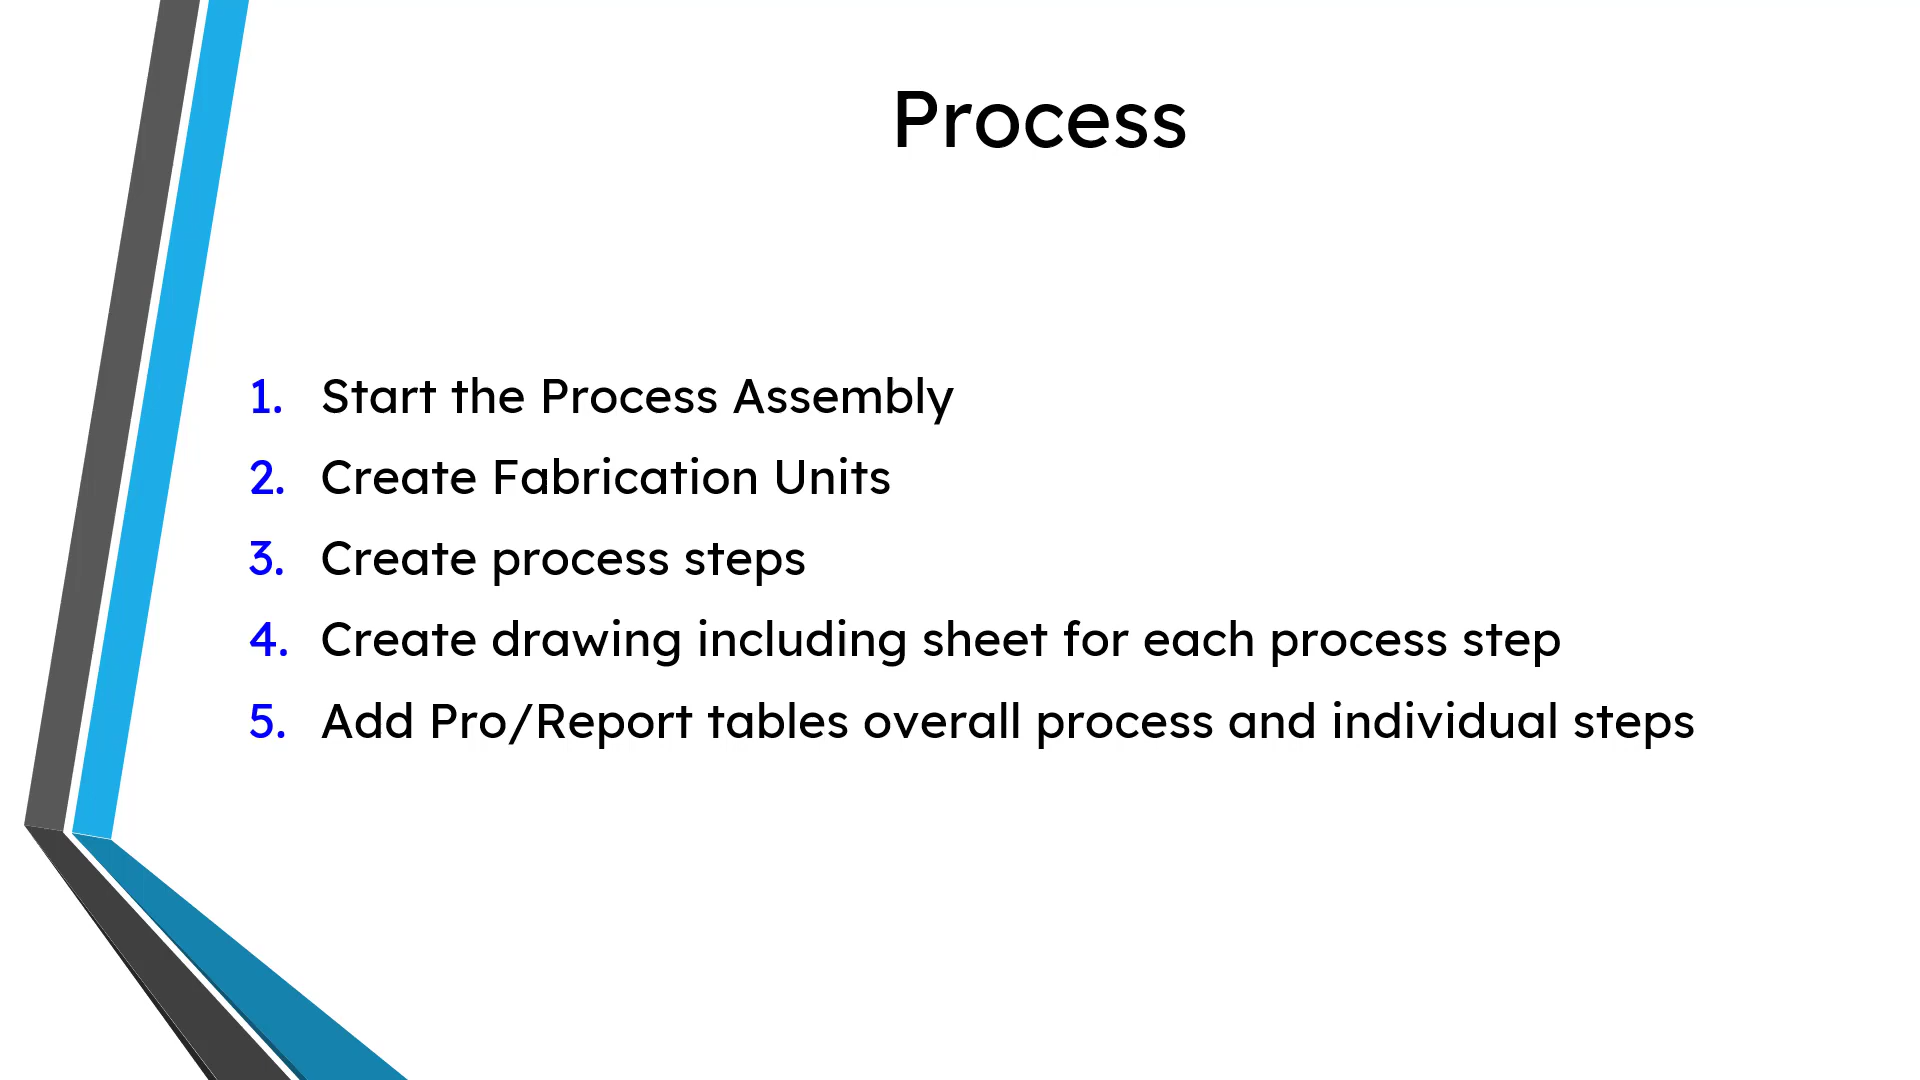 Process
1. Start the Process Assembly
2. Create Fabrication Units
3. Create process steps
4. Create drawing including sheet for each process step
5. Add Pro/Report tables overall process and individual steps